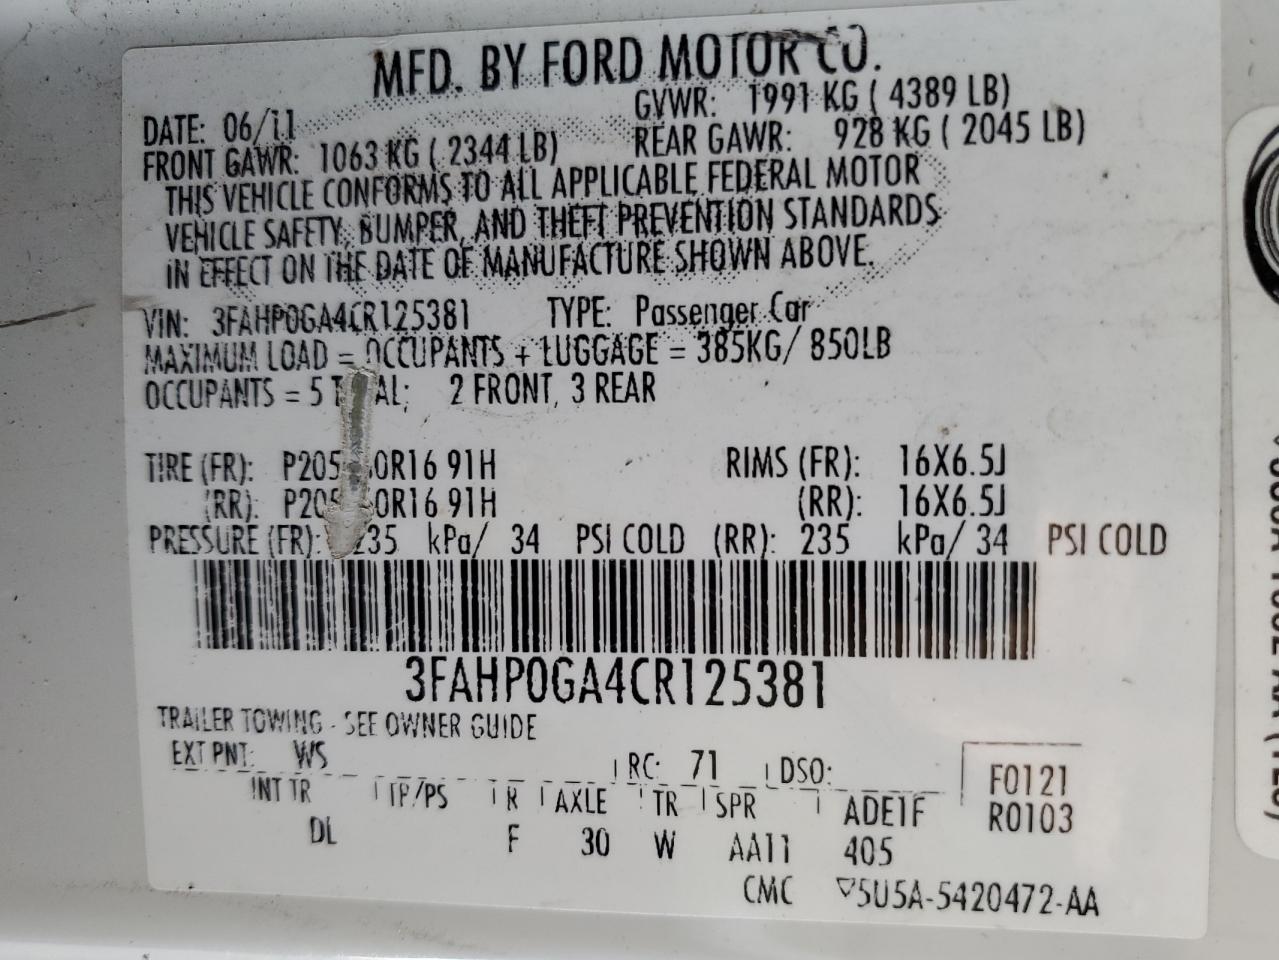 MFD. BY FORD MOTOR CO.
DATE: 06/11 GVWR: 1991 KG ( 4389 LB)
FRONT GAWR: 1063 KG ( 2344 LB) REAR GAWR: 928 KG ( 2045 LB)
THIS VEHICLE CONFORMS TO ALL APPLICABLE FEDERAL MOTOR
VEHICLE SAFETY, BUMPER, AND THEFT PREVENTION STANDARDS
IN EFFECT ON THE DATE OF MANUFACTURE SHOWN ABOVE.
VIN: 3FAHP0GA4CR125381 TYPE: Passenger Car
MAXIMUM LOAD = OCCUPANTS + LUGGAGE = 385KG/ 850LB
OCCUPANTS = 5 TOTAL: 2 FRONT, 3 REAR
TIRE (FR): 91H RIMS (FR): 16X6.5J
(RR): 91H (RR): 16X6.5J
PRESSURE (FR): 235 kPa/ 34 PSI COLD (RR): 235 kPa/ 34 PSI COLD
3FAHP0GA4CR125381
TRAILER TOWING - SEE OWNER GUIDE
EXT PNT: WS RC: 71 DSO: F0121
INT TR TP/PS R AXLE TR SPR ADE1F R0103
DL F 30 W AA11 405
CMC ▽5U5A-5420472-AA